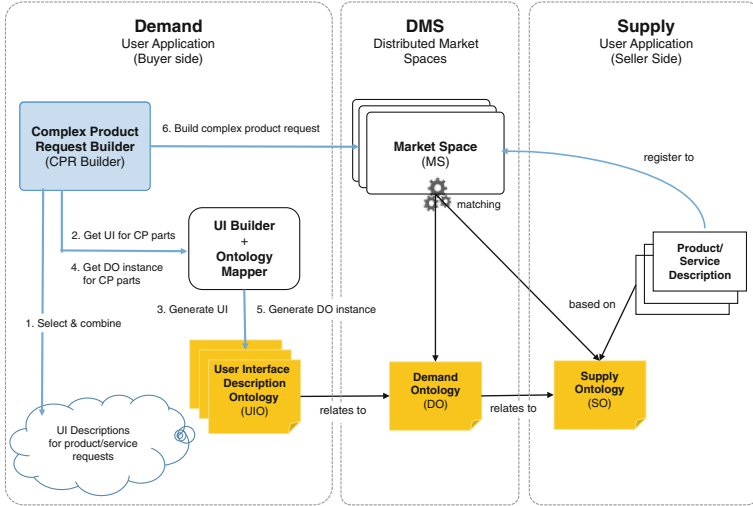 Demand
User Application
(Buyer side)
DMS
Distributed Market
Spaces
Supply
User Application
(Seller Side)
Complex Product
Request Builder
(CPR Builder)
6. Build complex product request
Market Space
(MS)
register to
matching
2. Get UI for CP parts
4. Get DO instance
for CP parts
UI Builder
+
Ontology
Mapper
Product/
Service
Description
1. Select & combine
3. Generate UI
5. Generate DO instance
based on
User Interface
Description
Ontology
(UIO)
relates to
Demand
Ontology
(DO)
relates to
Supply
Ontology
(SO)
UI Descriptions
for product/service
requests